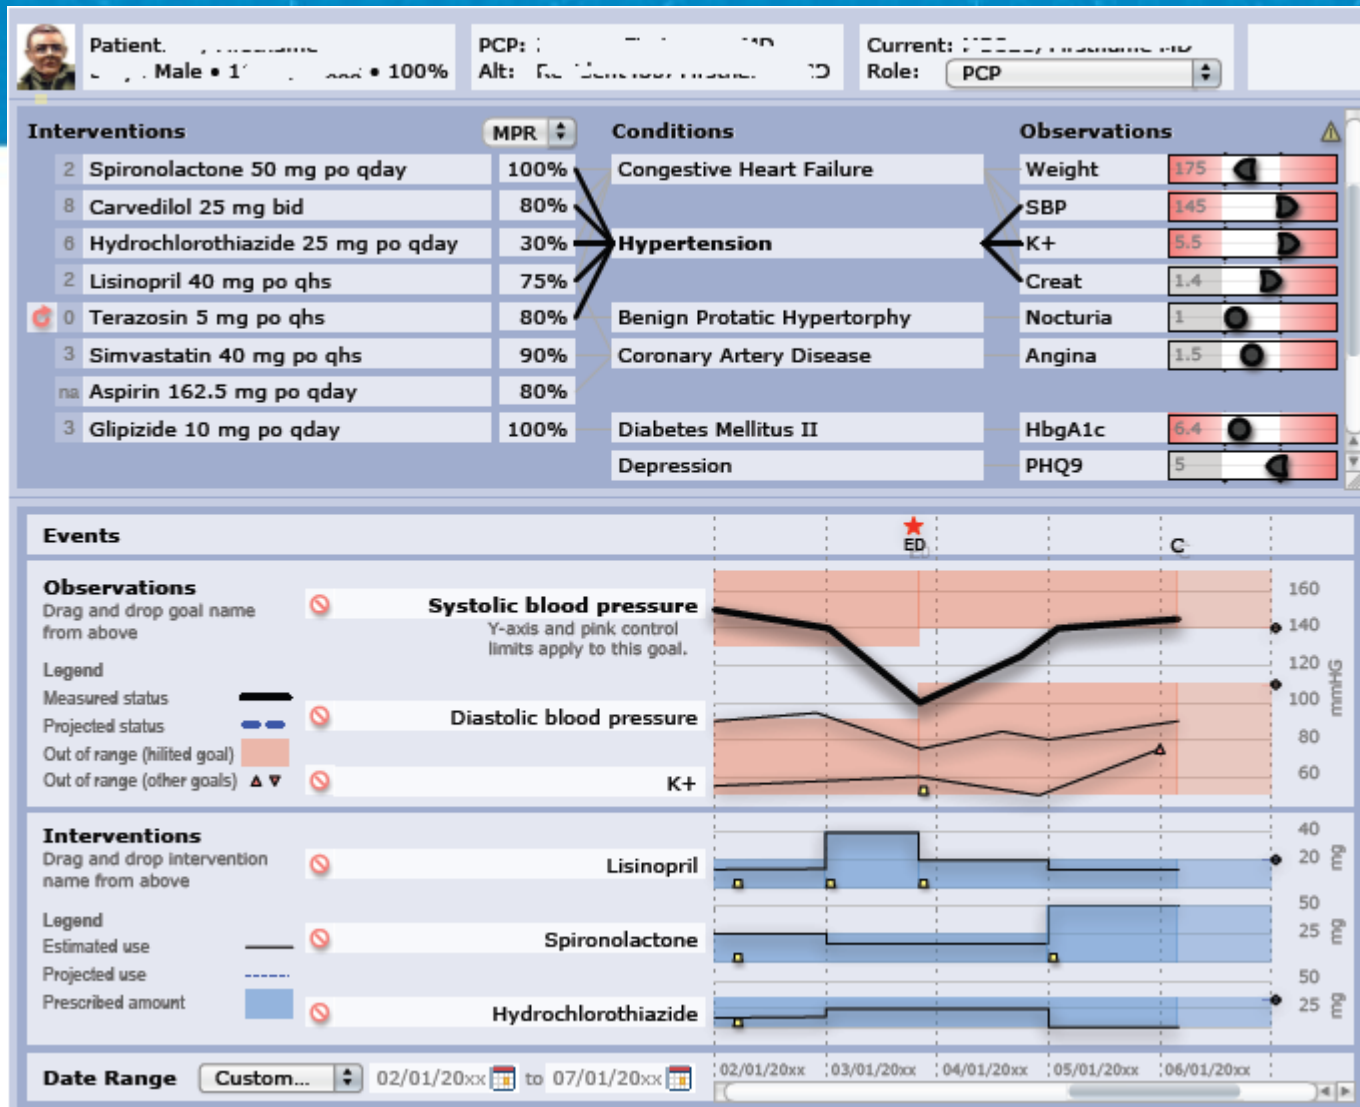 Patient.
Male • 1 • 100%
PCP: MD
Alt:
Current: MD
Role: PCP
Interventions MPR Conditions Observations
2 Spironolactone 50 mg po qday 100% Congestive Heart Failure Weight 175
8 Carvedilol 25 mg bid 80% SBP 145
6 Hydrochlorothiazide 25 mg po qday 30% Hypertension K+ 5.5
2 Lisinopril 40 mg po qhs 75% Creat 1.4
0 Terazosin 5 mg po qhs 80% Benign Protatic Hypertorphy Nocturia 1
3 Simvastatin 40 mg po qhs 90% Coronary Artery Disease Angina 1.5
na Aspirin 162.5 mg po qday 80%
3 Glipizide 10 mg po qday 100% Diabetes Mellitus II HbgA1c 6.4
Depression PHQ9 5
Events ED C
Observations
Drag and drop goal name
from above
Legend
Measured status
Projected status
Out of range (hilited goal)
Out of range (other goals)
Systolic blood pressure
Y-axis and pink control
limits apply to this goal.
Diastolic blood pressure
K+
160
140
120
100
80
60
mmHG
Interventions
Drag and drop intervention
name from above
Legend
Estimated use
Projected use
Prescribed amount
Lisinopril
40
20
mg
Spironolactone
50
25
mg
Hydrochlorothiazide
50
25
mg
Date Range Custom... 02/01/20xx to 07/01/20xx
02/01/20xx 03/01/20xx 04/01/20xx 05/01/20xx 06/01/20xx